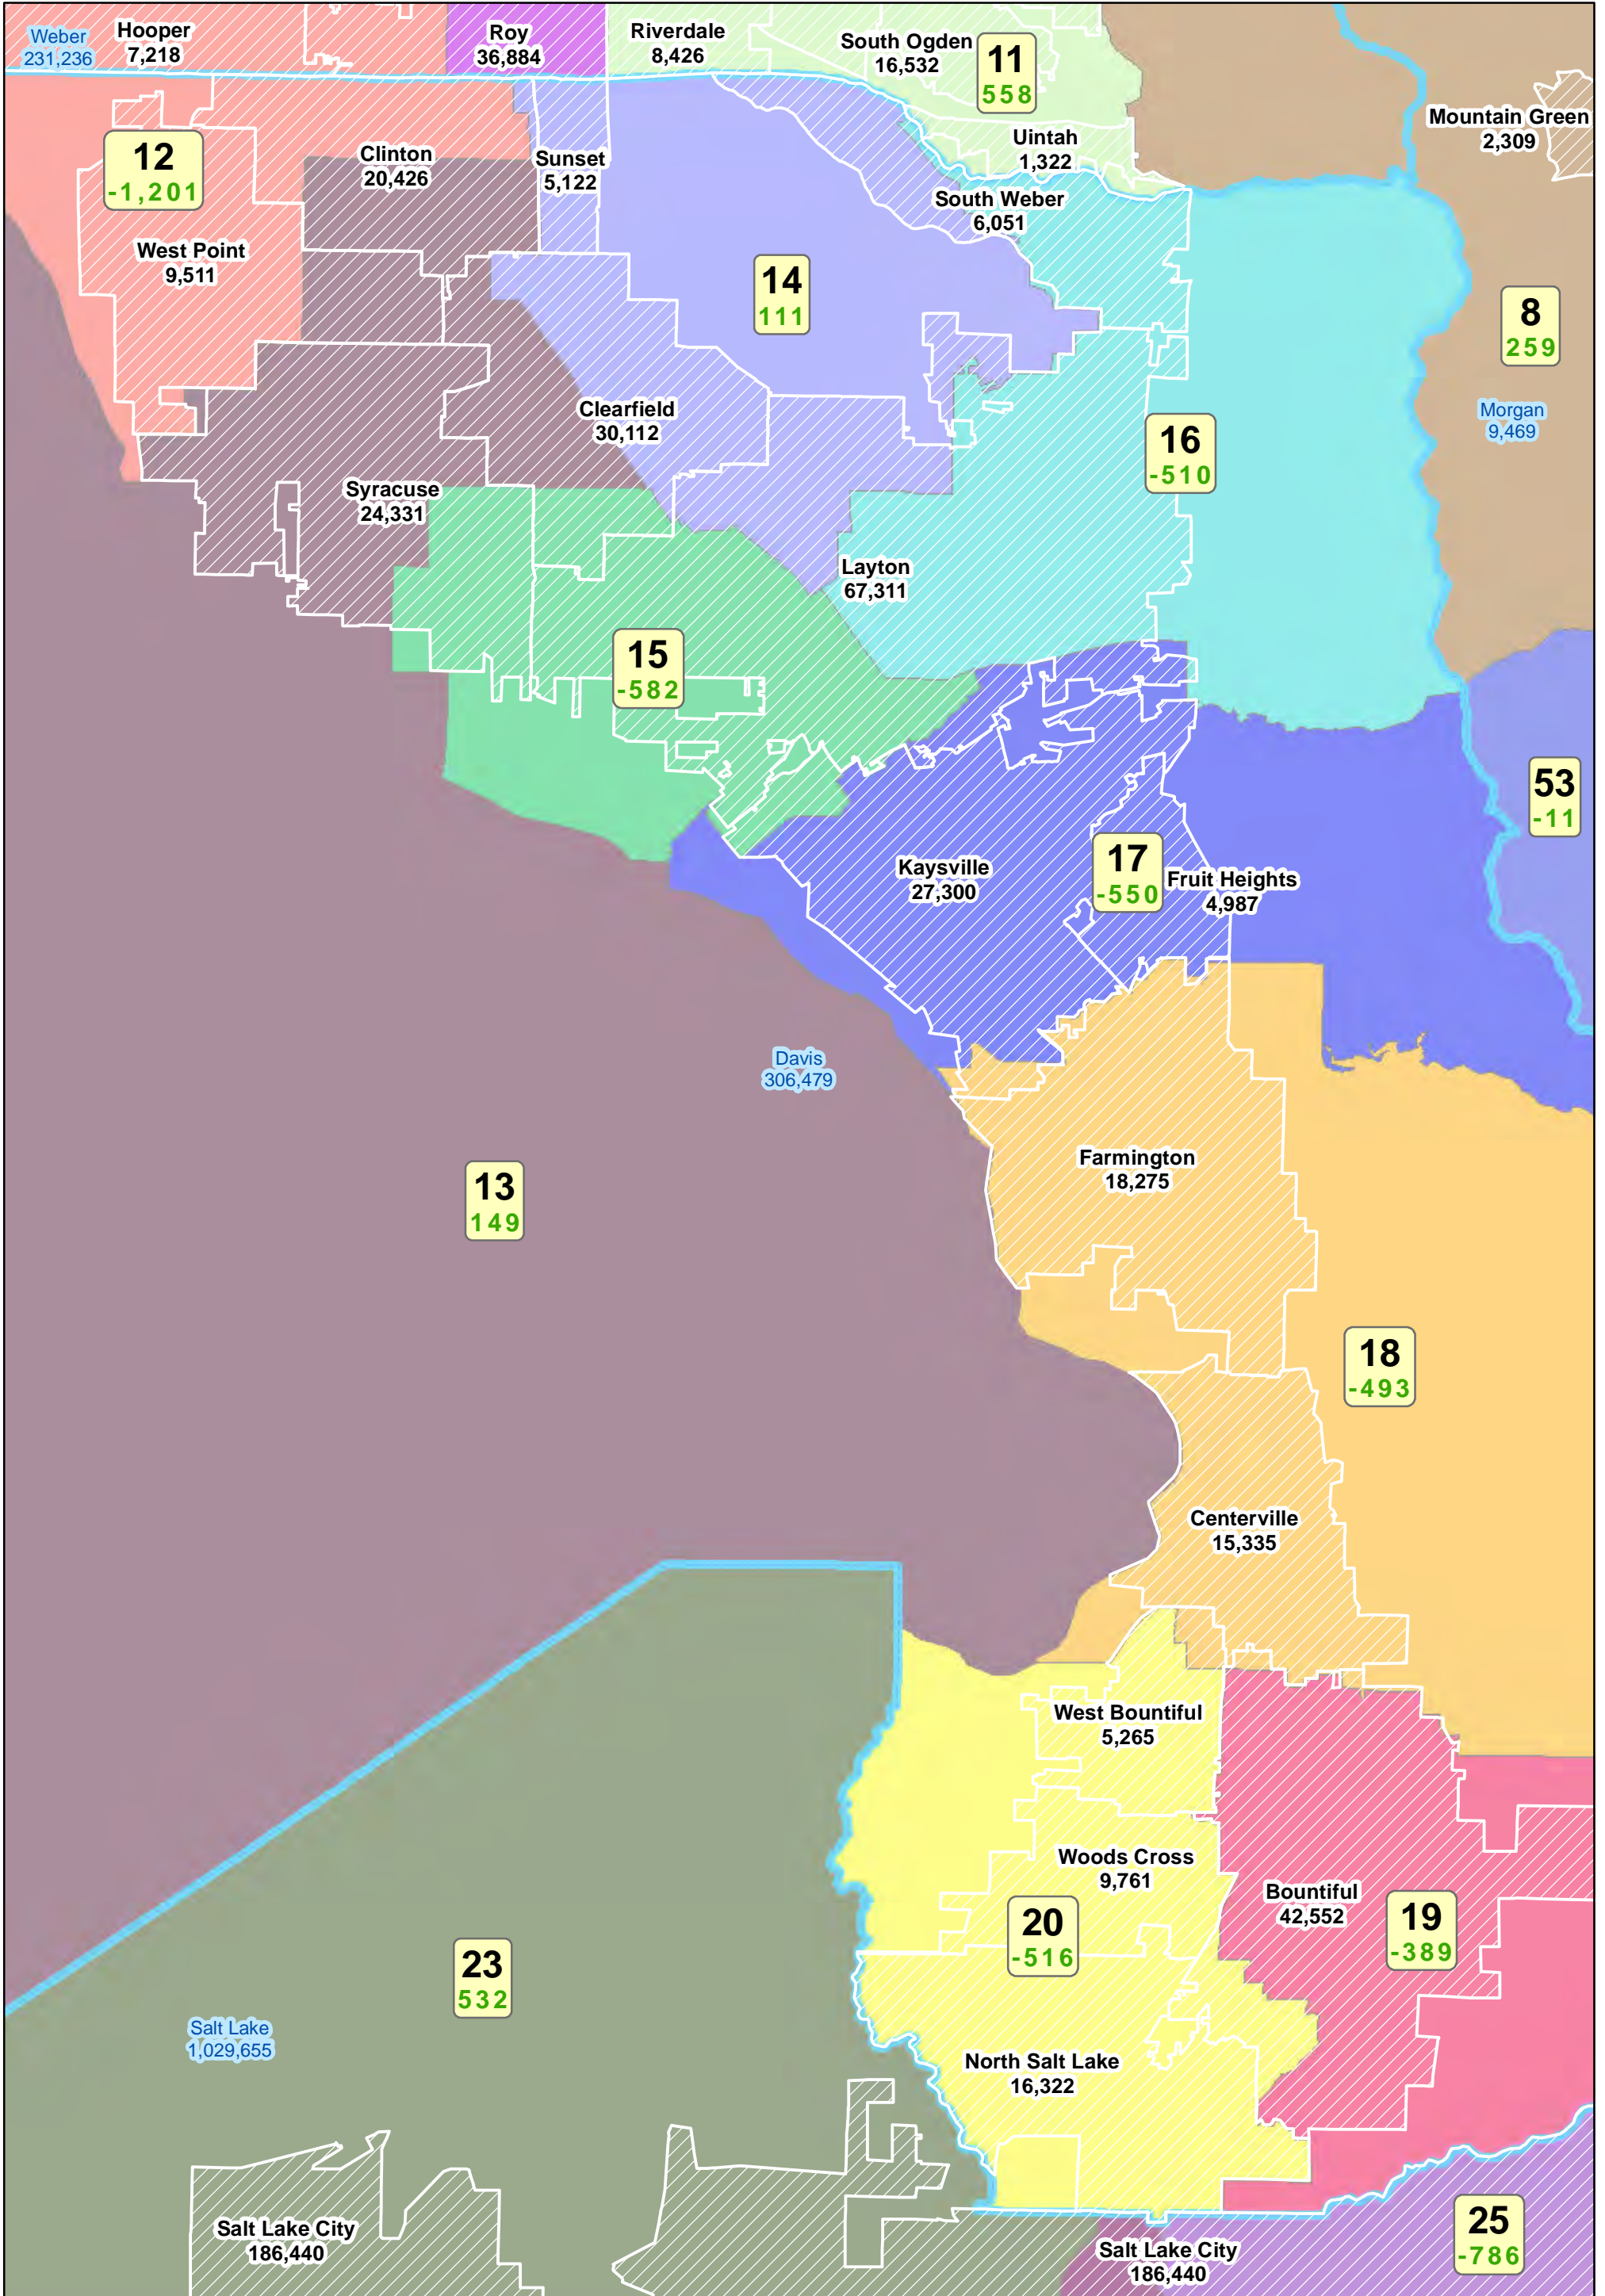 Weber
231,236
Hooper
7,218
Roy
36,884
Riverdale
8,426
South Ogden
16,532
11
558
Mountain Green
2,309
Uintah
1,322
12
-1,201
Clinton
20,426
Sunset
5,122
South Weber
6,051
West Point
9,511
14
111
8
259
Clearfield
30,112
Morgan
9,469
16
-510
Syracuse
24,331
Layton
67,311
15
-582
53
-11
Kaysville
27,300
17
-550
Fruit Heights
4,987
Davis
306,479
Farmington
18,275
13
149
18
-493
Centerville
15,335
West Bountiful
5,265
Woods Cross
9,761
Bountiful
42,552
19
-389
20
-516
23
532
Salt Lake
1,029,655
North Salt Lake
16,322
Salt Lake City
186,440
Salt Lake City
186,440
25
-786